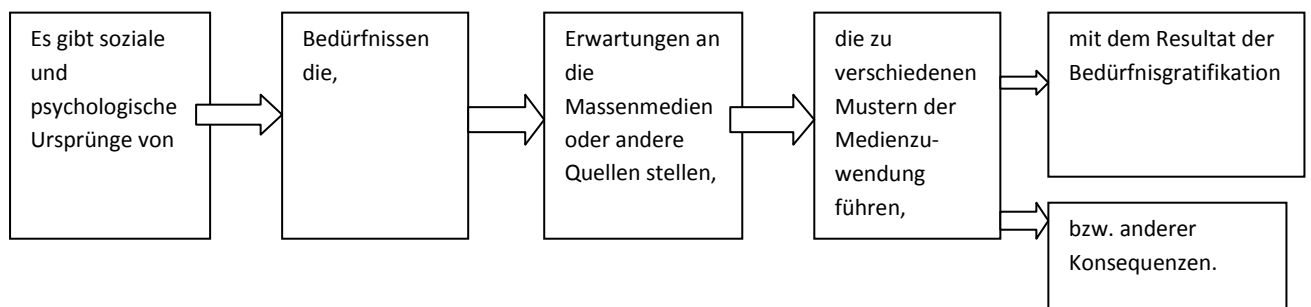 Es gibt soziale
und
psychologische
Ursprünge von
Bedürfnissen
die,
Erwartungen an
die
Massenmedien
oder andere
Quellen stellen,
die zu
verschiedenen
Mustern der
Medienzu-
wendung
führen,
mit dem Resultat der
Bedürfnisgratifikation
bzw. anderer
Konsequenzen.